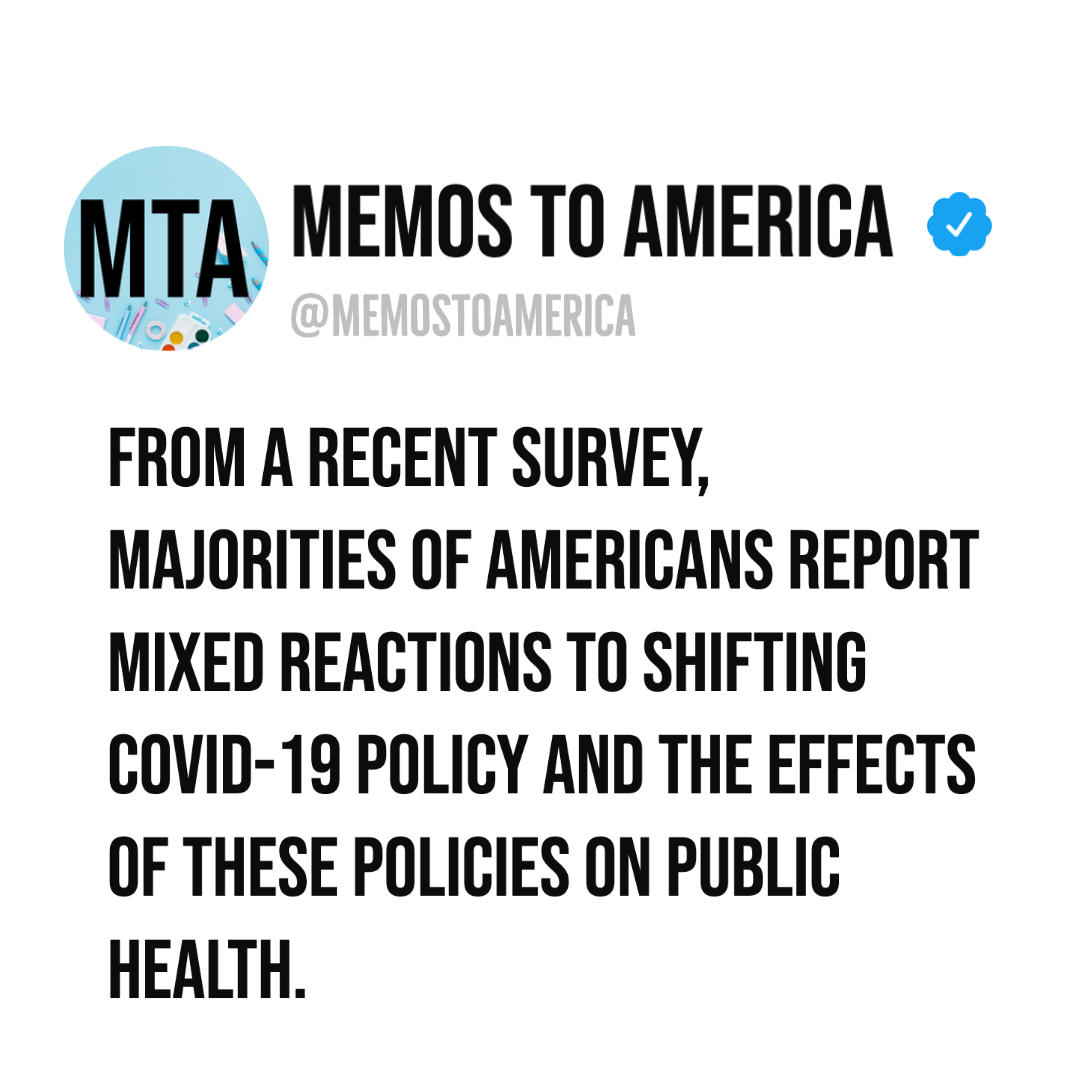 MTA
MEMOS TO AMERICA
@MEMOSTOAMERICA
FROM A RECENT SURVEY,
MAJORITIES OF AMERICANS REPORT
MIXED REACTIONS TO SHIFTING
COVID-19 POLICY AND THE EFFECTS
OF THESE POLICIES ON PUBLIC
HEALTH.